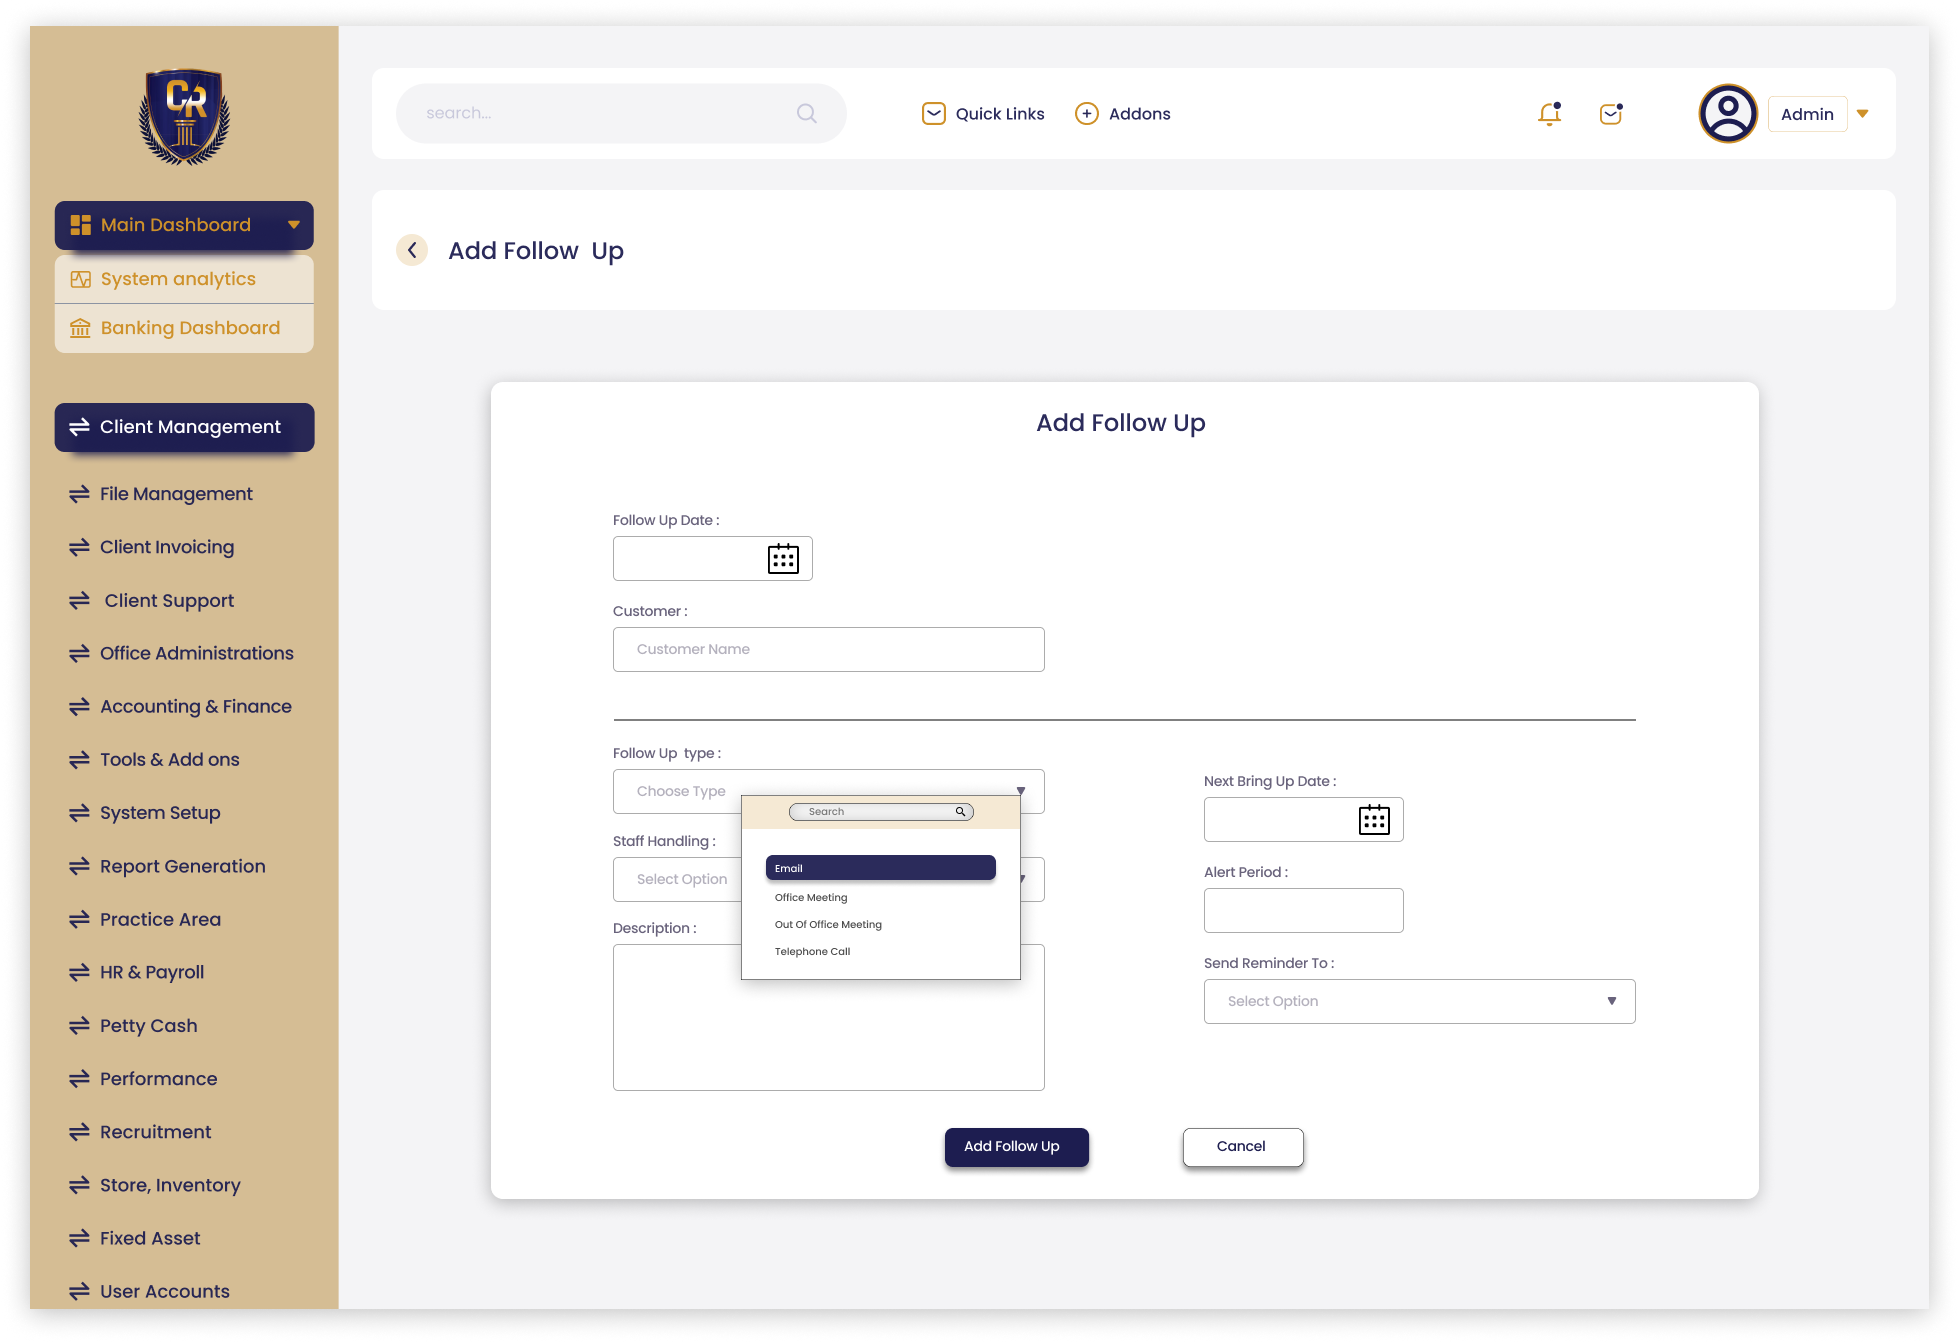 CR
search...
Quick Links
Addons
Admin
Main Dashboard
System analytics
Banking Dashboard
Client Management
File Management
Client Invoicing
Client Support
Office Administrations
Accounting & Finance
Tools & Add ons
System Setup
Report Generation
Practice Area
HR & Payroll
Petty Cash
Performance
Recruitment
Store, Inventory
Fixed Asset
User Accounts
Add Follow Up
Add Follow Up
Follow Up Date :
Customer :
Customer Name
Follow Up type :
Choose Type
Search
Email
Office Meeting
Out Of Office Meeting
Telephone Call
Staff Handling :
Select Option
Description :
Next Bring Up Date :
Alert Period :
Send Reminder To :
Select Option
Add Follow Up
Cancel